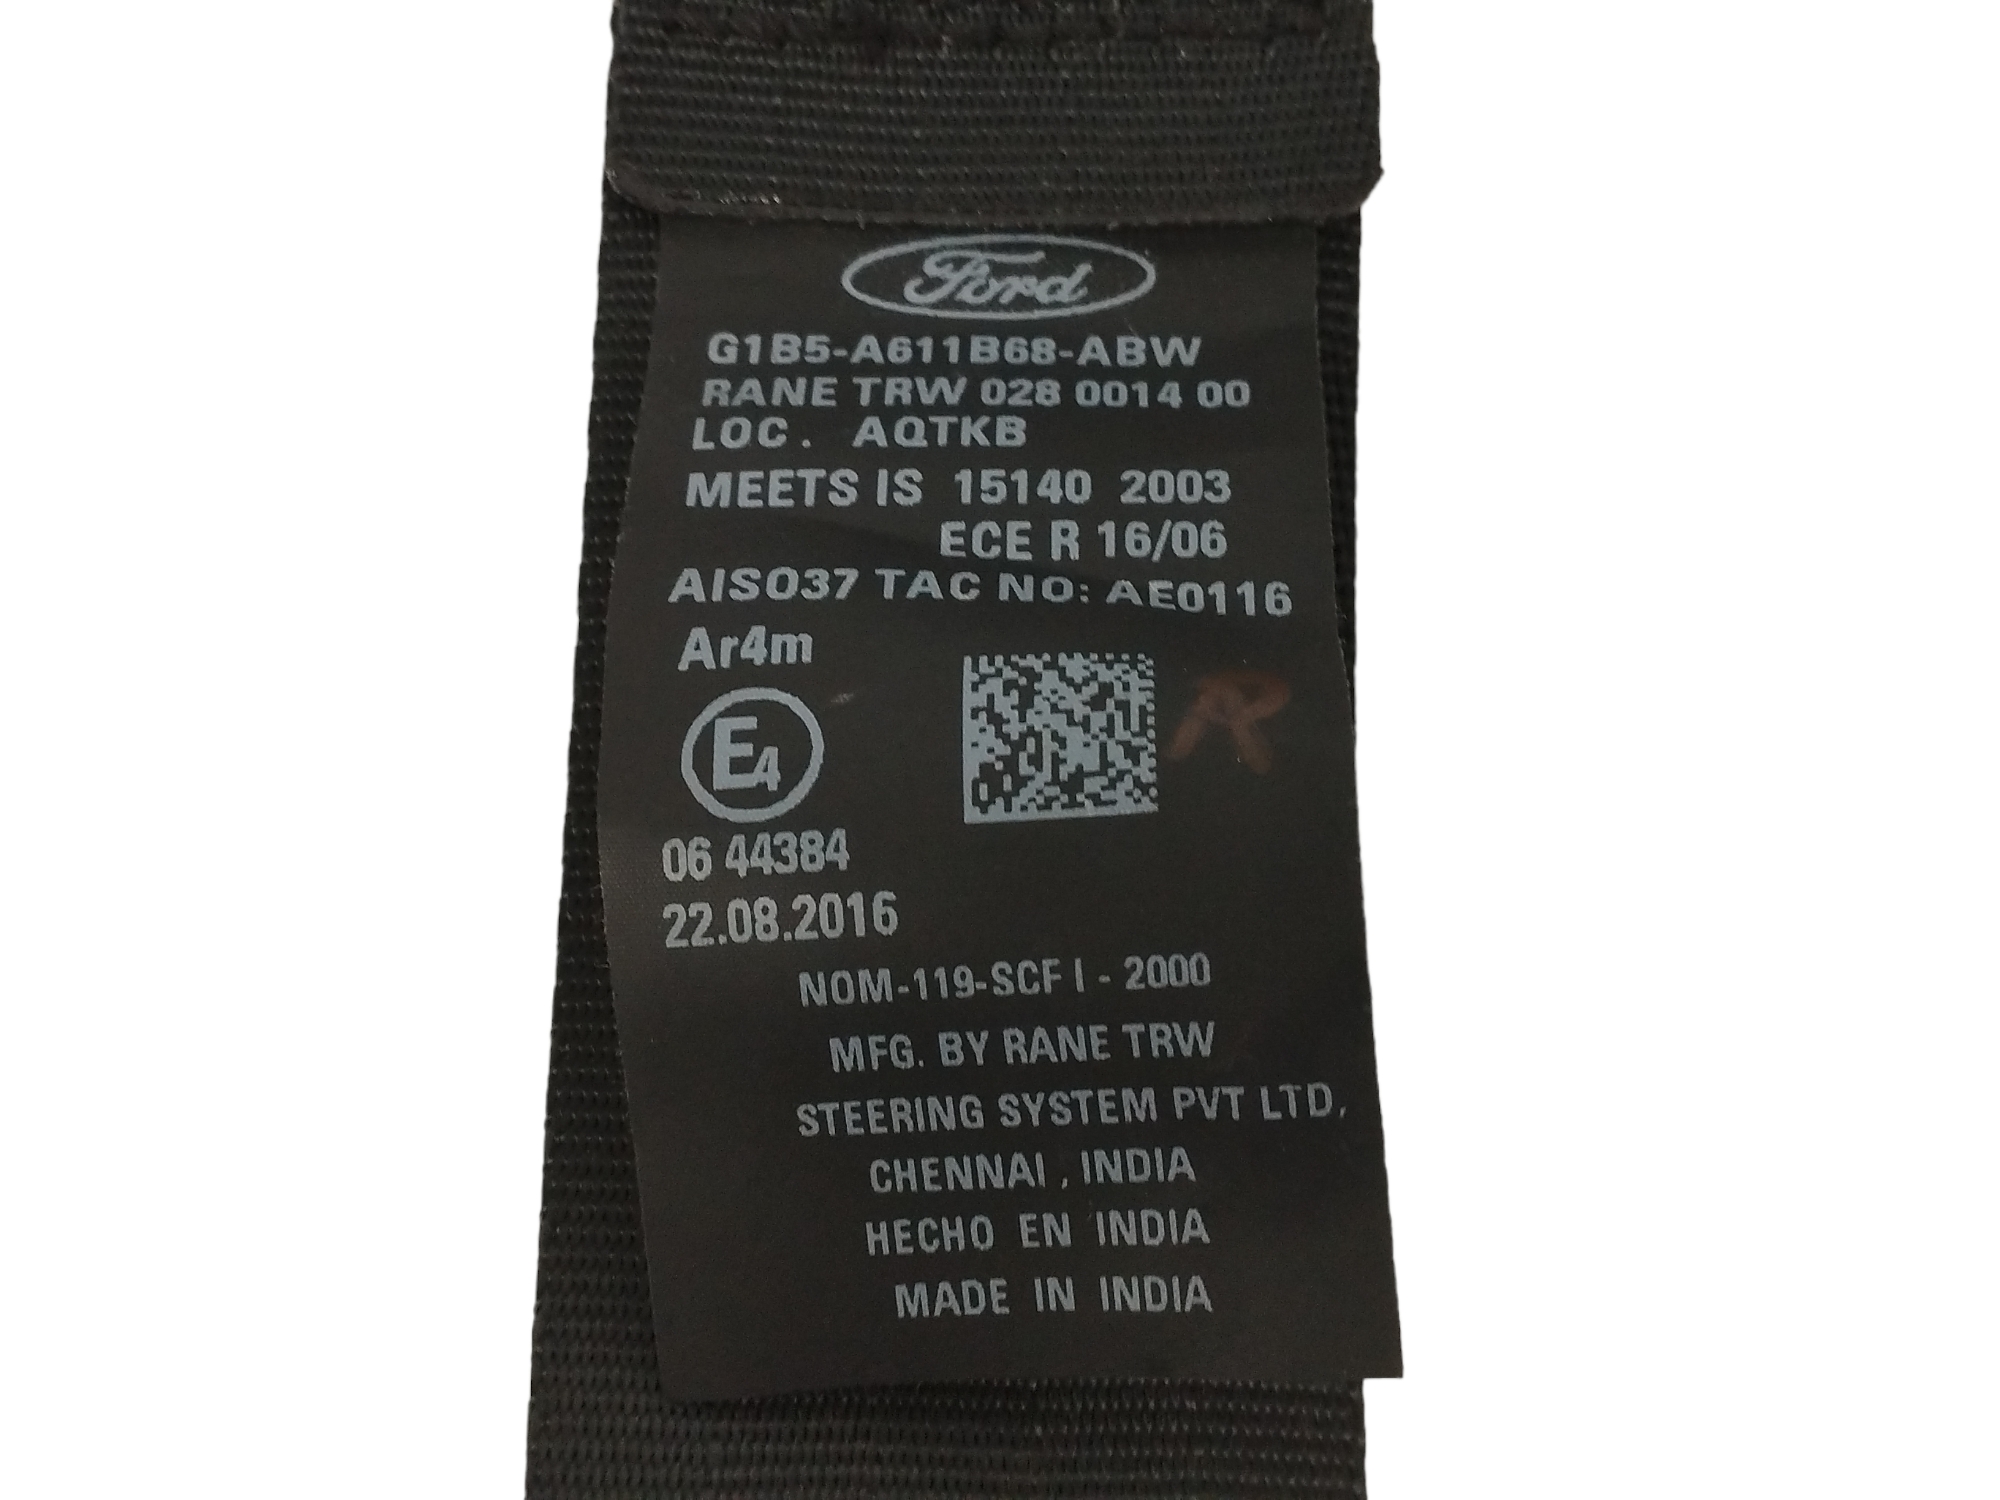 Ford
G1B5-A611B68-ABW
RANE TRW 028 0014 00
LOC. AQTKB
MEETS IS 15140 2003
ECE R 16/06
AIS037 TAC NO: AE0116
Ar4m
E4
R
06 44384
22.08.2016
NOM-119-SCFI-2000
MFG. BY RANE TRW
STEERING SYSTEM PVT LTD,
CHENNAI, INDIA
HECHO EN INDIA
MADE IN INDIA